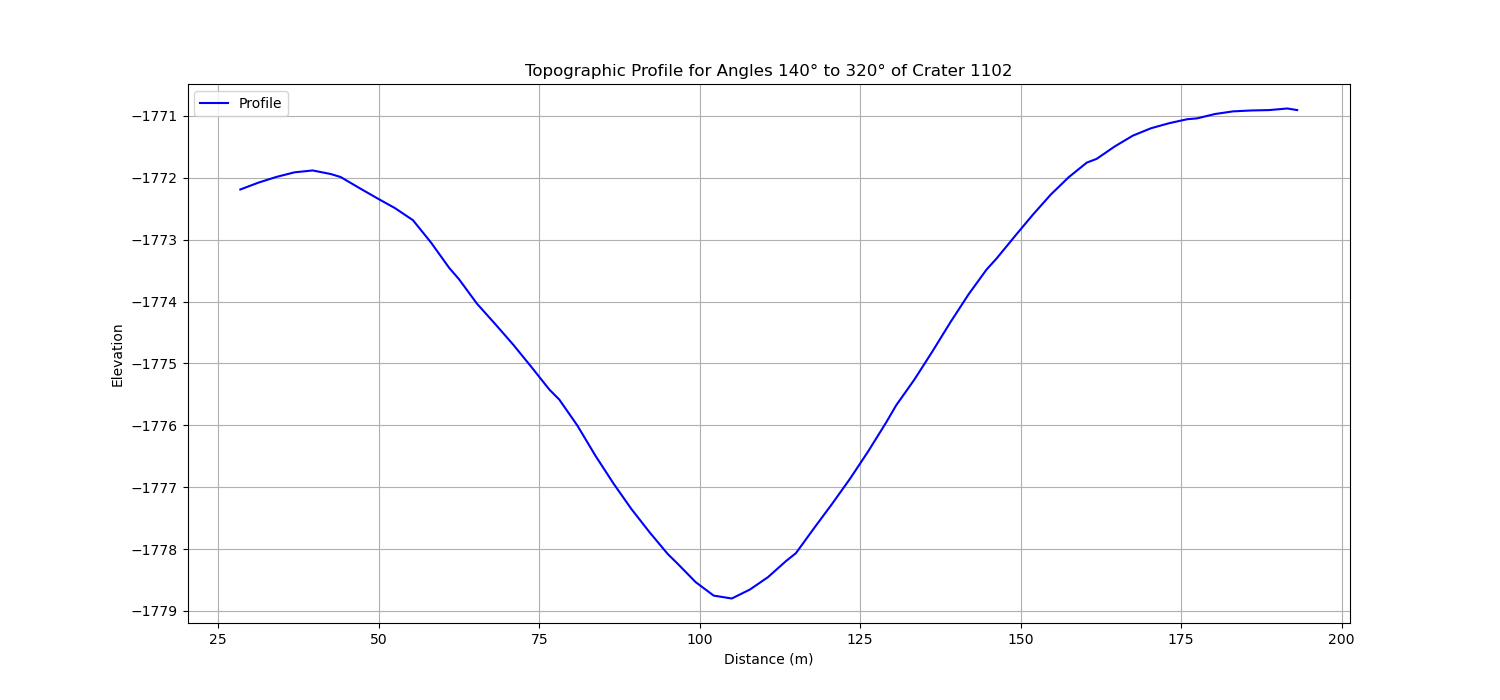 Topographic Profile for Angles 140° to 320° of Crater 1102
Profile
−1771
−1772
−1773
−1774
−1775
−1776
−1777
−1778
−1779
Elevation
25 50 75 100 125 150 175 200
Distance (m)